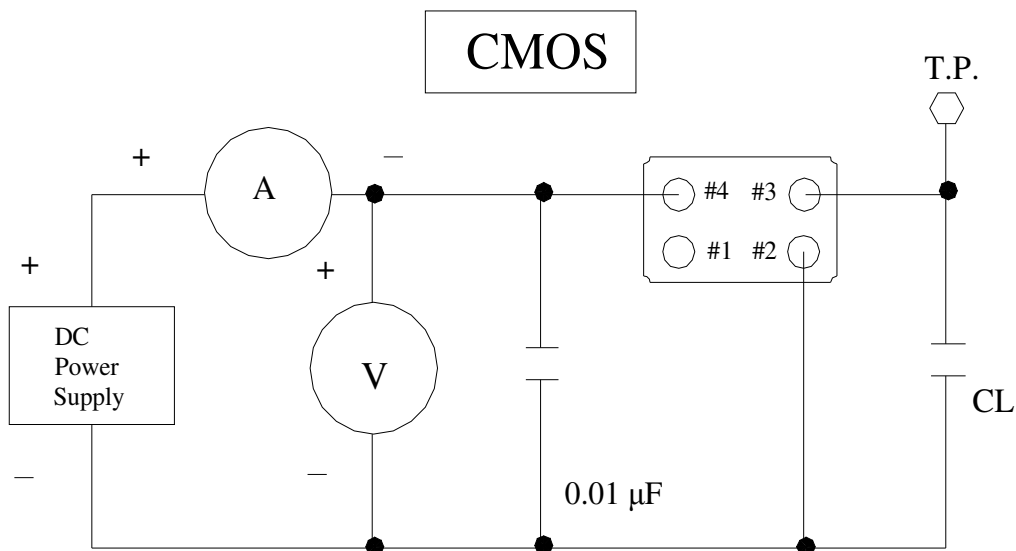 CMOS
T.P.
+
A
−
#4 #3
#1 #2
+
+
DC
Power
Supply
V
CL
−
−
0.01 μF